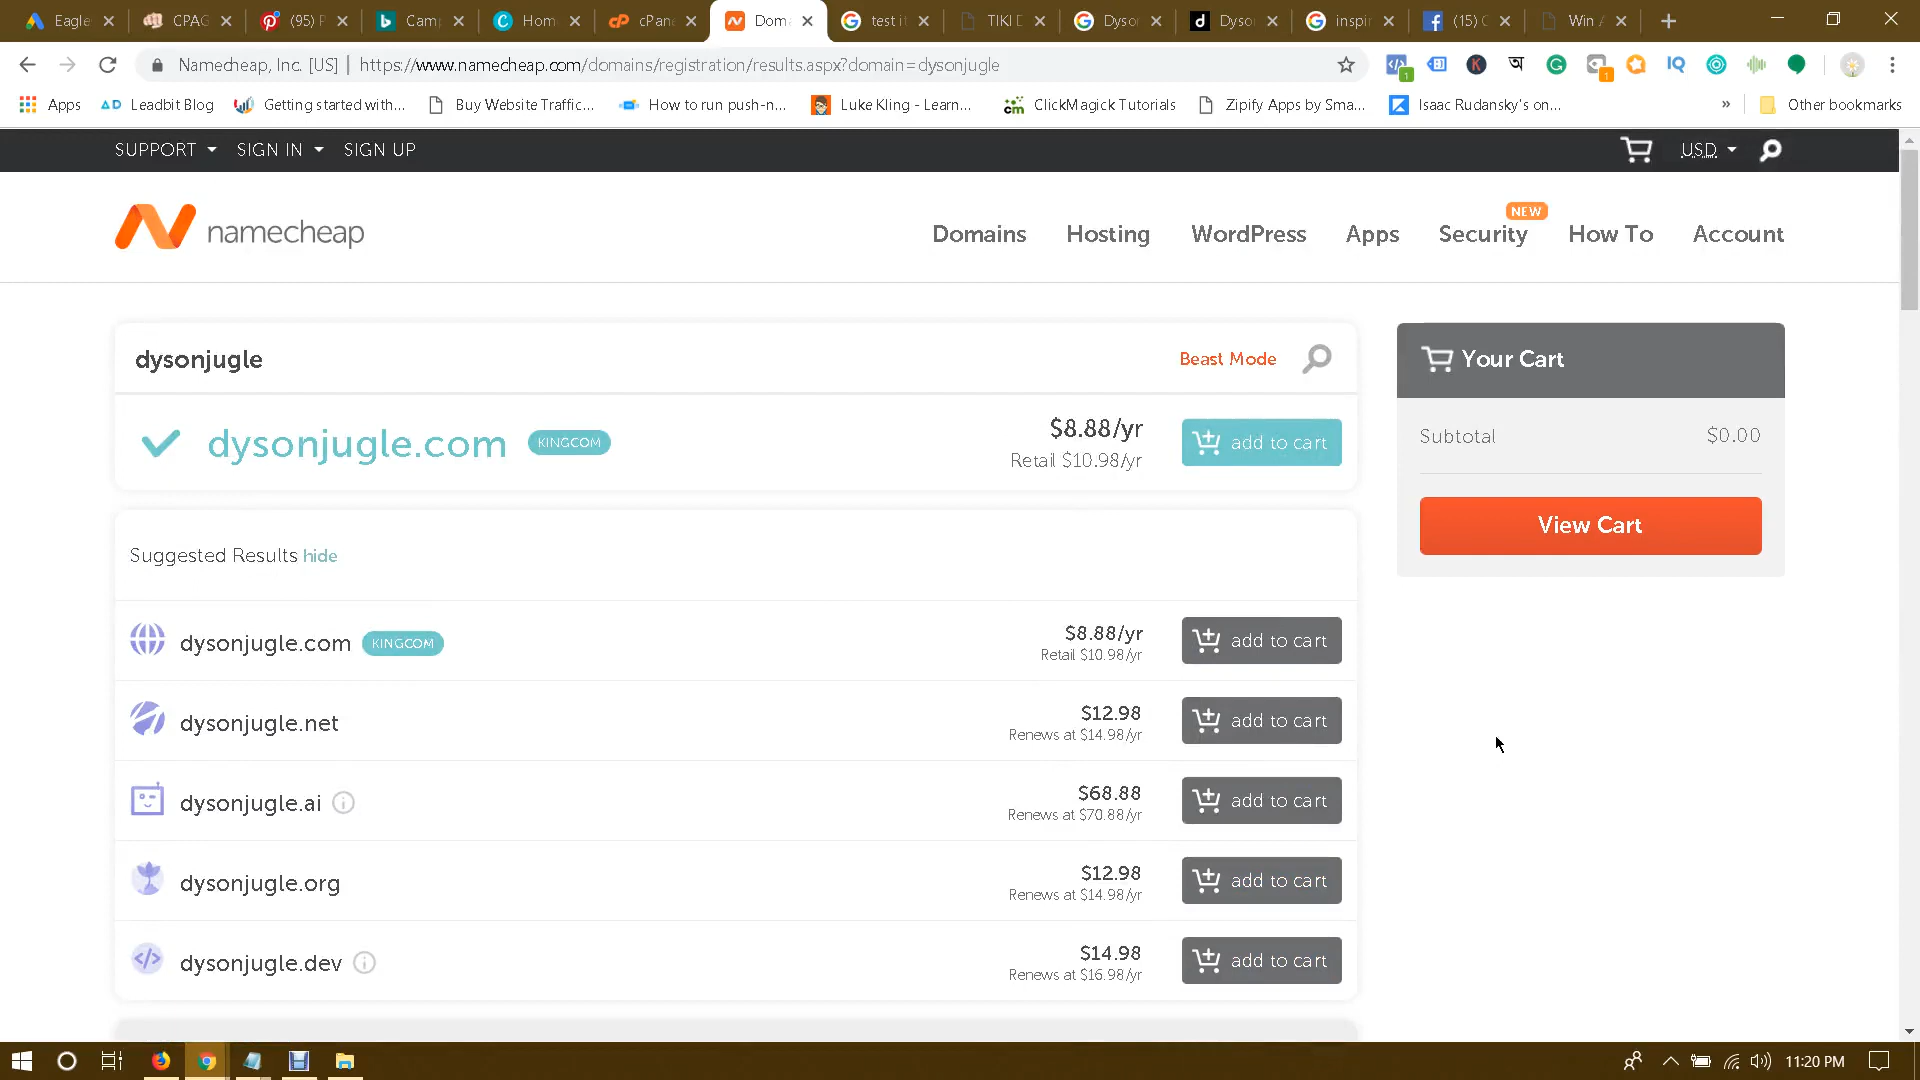 Eagle CPAG (95) P Cam Hom cPan Dom test i TIKI D Dyso Dyso inspi (15) C Win A
Namecheap, Inc. [US] | https://www.namecheap.com/domains/registration/results.aspx?domain=dysonjugle
Apps Leadbit Blog Getting started with... Buy Website Traffic... How to run push-n... Luke Kling - Learn... ClickMagick Tutorials Zipify Apps by Sma... Isaac Rudansky's on... » Other bookmarks
SUPPORT SIGN IN SIGN UP USD
NEW
namecheap Domains Hosting WordPress Apps Security How To Account
dysonjugle Beast Mode Your Cart
dysonjugle.com KINGCOM $8.88/yr add to cart
Retail $10.98/yr
Subtotal $0.00
View Cart
Suggested Results hide
dysonjugle.com KINGCOM $8.88/yr add to cart
Retail $10.98/yr
dysonjugle.net $12.98 add to cart
Renews at $14.98/yr
dysonjugle.ai $68.88 add to cart
Renews at $70.88/yr
dysonjugle.org $12.98 add to cart
Renews at $14.98/yr
dysonjugle.dev $14.98 add to cart
Renews at $16.98/yr
11:20 PM